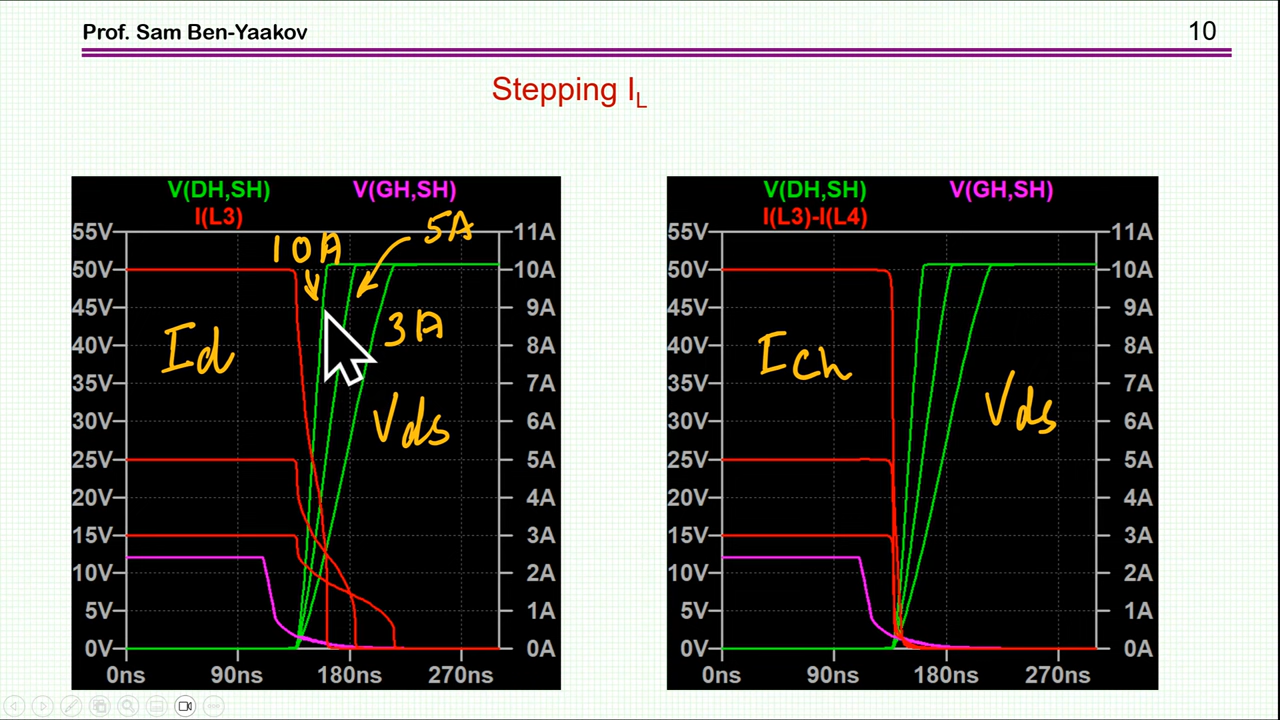 Prof. Sam Ben-Yaakov 10
Stepping IL
V(DH,SH) V(GH,SH)
I(L3)
55V 11A
50V 10A
45V 9A
40V 8A
35V 7A
30V 6A
25V 5A
20V 4A
15V 3A
10V 2A
5V 1A
0V 0A
0ns 90ns 180ns 270ns
10A
5A
3A
Id
Vds
V(DH,SH) V(GH,SH)
I(L3)-I(L4)
55V 11A
50V 10A
45V 9A
40V 8A
35V 7A
30V 6A
25V 5A
20V 4A
15V 3A
10V 2A
5V 1A
0V 0A
0ns 90ns 180ns 270ns
Ich
Vds